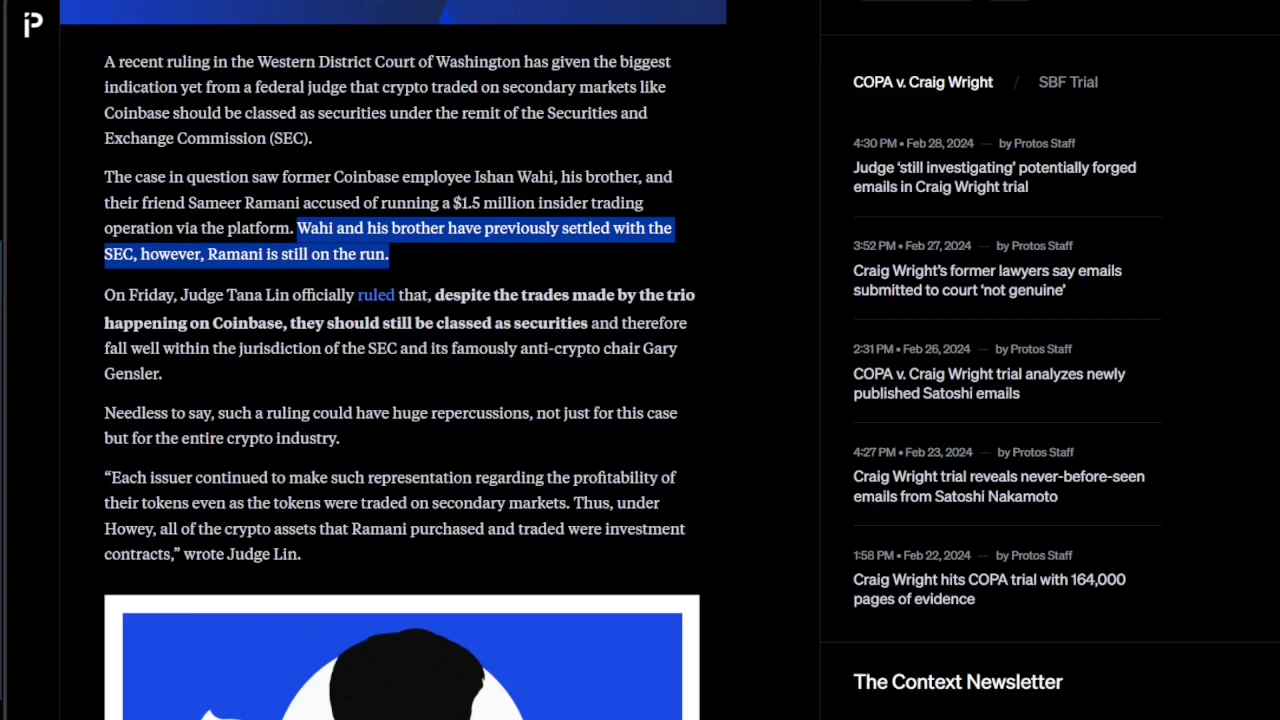 A recent ruling in the Western District Court of Washington has given the biggest
indication yet from a federal judge that crypto traded on secondary markets like
Coinbase should be classed as securities under the remit of the Securities and
Exchange Commission (SEC).
The case in question saw former Coinbase employee Ishan Wahi, his brother, and
their friend Sameer Ramani accused of running a $1.5 million insider trading
operation via the platform. Wahi and his brother have previously settled with the
SEC, however, Ramani is still on the run.
On Friday, Judge Tana Lin officially ruled that, despite the trades made by the trio
happening on Coinbase, they should still be classed as securities and therefore
fall well within the jurisdiction of the SEC and its famously anti-crypto chair Gary
Gensler.
Needless to say, such a ruling could have huge repercussions, not just for this case
but for the entire crypto industry.
“Each issuer continued to make such representation regarding the profitability of
their tokens even as the tokens were traded on secondary markets. Thus, under
Howey, all of the crypto assets that Ramani purchased and traded were investment
contracts,” wrote Judge Lin.
COPA v. Craig Wright / SBF Trial
4:30 PM • Feb 28, 2024 — by Protos Staff
Judge ‘still investigating’ potentially forged
emails in Craig Wright trial
3:52 PM • Feb 27, 2024 — by Protos Staff
Craig Wright’s former lawyers say emails
submitted to court ‘not genuine’
2:31 PM • Feb 26, 2024 — by Protos Staff
COPA v. Craig Wright trial analyzes newly
published Satoshi emails
4:27 PM • Feb 23, 2024 — by Protos Staff
Craig Wright trial reveals never-before-seen
emails from Satoshi Nakamoto
1:58 PM • Feb 22, 2024 — by Protos Staff
Craig Wright hits COPA trial with 164,000
pages of evidence
The Context Newsletter